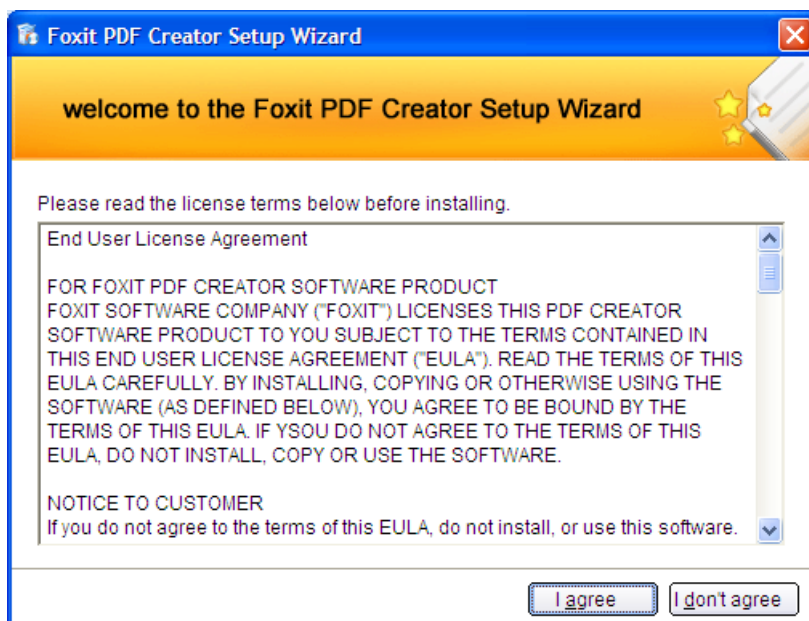 Foxit PDF Creator Setup Wizard
welcome to the Foxit PDF Creator Setup Wizard
Please read the license terms below before installing.
End User License Agreement
FOR FOXIT PDF CREATOR SOFTWARE PRODUCT
FOXIT SOFTWARE COMPANY ("FOXIT") LICENSES THIS PDF CREATOR
SOFTWARE PRODUCT TO YOU SUBJECT TO THE TERMS CONTAINED IN
THIS END USER LICENSE AGREEMENT ("EULA"). READ THE TERMS OF THIS
EULA CAREFULLY. BY INSTALLING, COPYING OR OTHERWISE USING THE
SOFTWARE (AS DEFINED BELOW), YOU AGREE TO BE BOUND BY THE
TERMS OF THIS EULA. IF YSOU DO NOT AGREE TO THE TERMS OF THIS
EULA, DO NOT INSTALL, COPY OR USE THE SOFTWARE.
NOTICE TO CUSTOMER
If you do not agree to the terms of this EULA, do not install, or use this software.
I agree
I don't agree